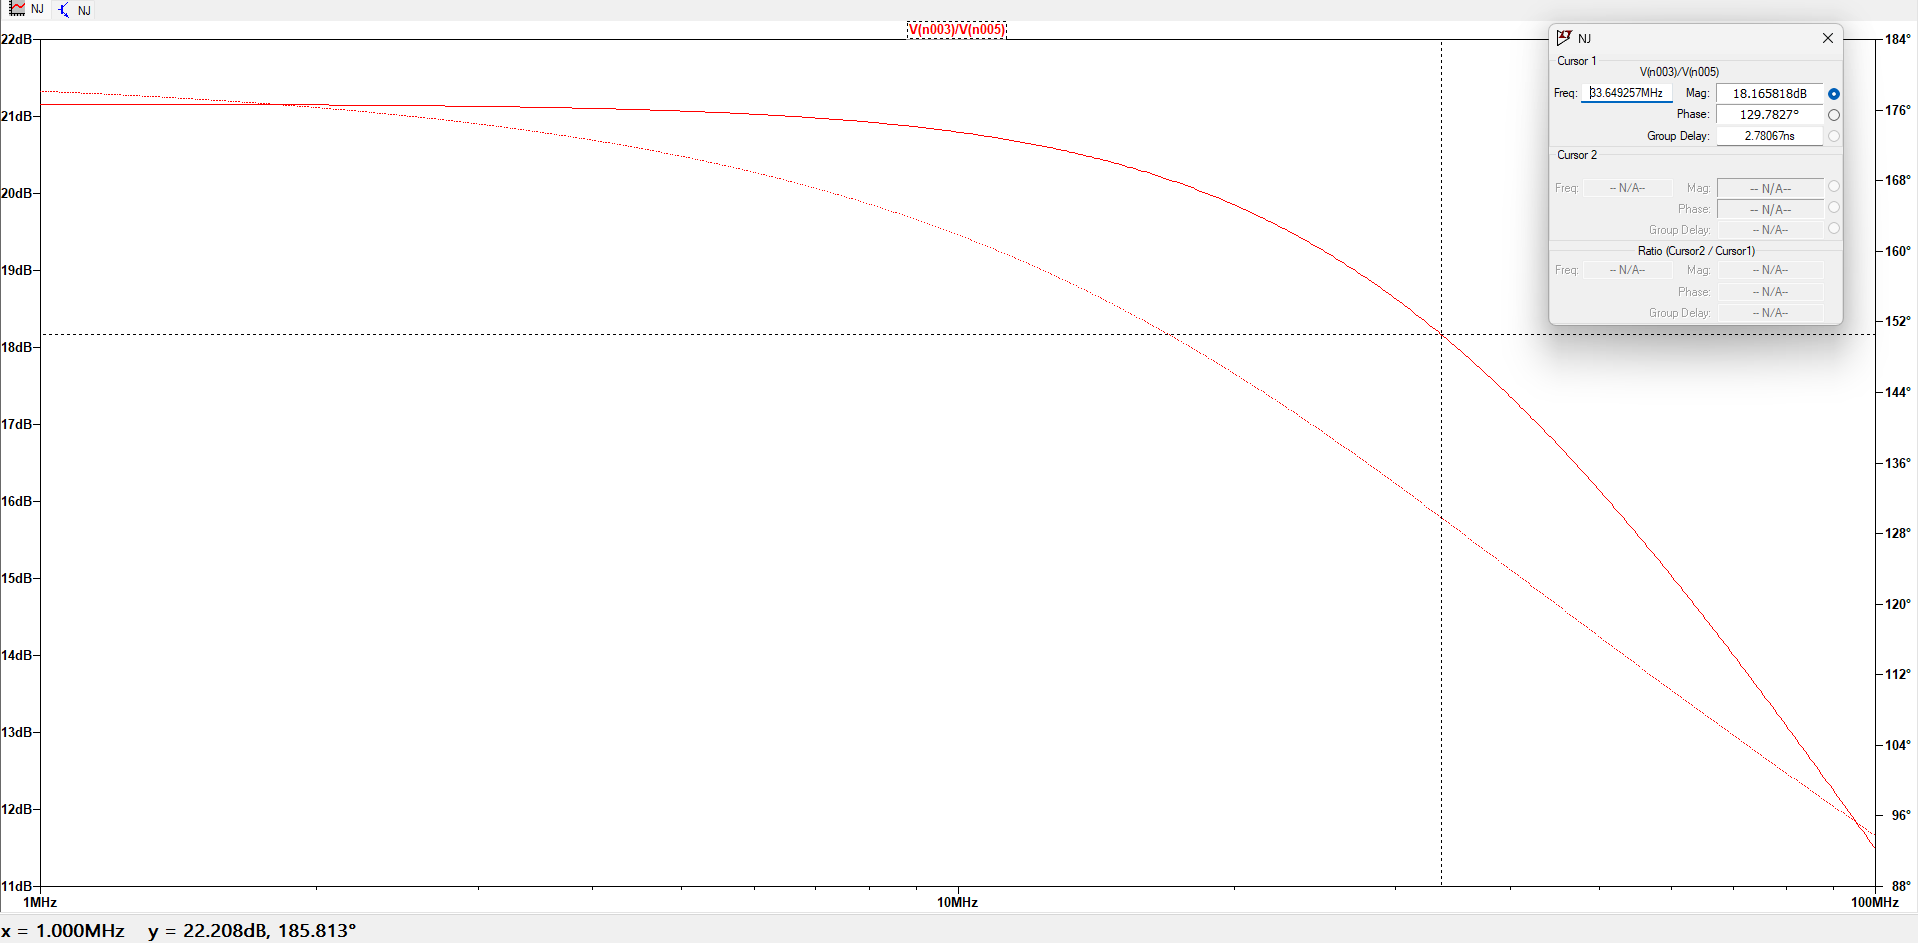 NJ NJ
V(n003)/V(n005)
22dB
21dB
20dB
19dB
18dB
17dB
16dB
15dB
14dB
13dB
12dB
11dB
184°
176°
168°
160°
152°
144°
136°
128°
120°
112°
104°
96°
88°
1MHz 10MHz 100MHz
NJ
Cursor 1
V(n003)/V(n005)
Freq: 33.649257MHz Mag: 18.165818dB
Phase: 129.7827°
Group Delay: 2.78067ns
Cursor 2
Freq: -- N/A-- Mag: -- N/A--
Phase: -- N/A--
Group Delay: -- N/A--
Ratio (Cursor2 / Cursor1)
Freq: -- N/A-- Mag: -- N/A--
Phase: -- N/A--
Group Delay: -- N/A--
x = 1.000MHz y = 22.208dB, 185.813°